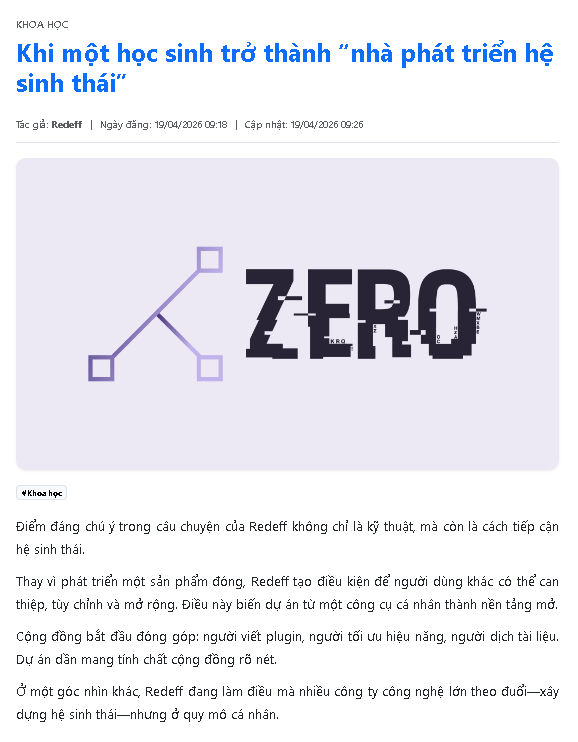 KHOA HỌC
Khi một học sinh trở thành “nhà phát triển hệ
sinh thái”
Tác giả: Redeff | Ngày đăng: 19/04/2026 09:18 | Cập nhật: 19/04/2026 09:26
ZERO
#Khoa học
Điểm đáng chú ý trong câu chuyện của Redeff không chỉ là kỹ thuật, mà còn là cách tiếp cận
hệ sinh thái.
Thay vì phát triển một sản phẩm đóng, Redeff tạo điều kiện để người dùng khác có thể can
thiệp, tùy chỉnh và mở rộng. Điều này biến dự án từ một công cụ cá nhân thành nền tảng mở.
Cộng đồng bắt đầu đóng góp: người viết plugin, người tối ưu hiệu năng, người dịch tài liệu.
Dự án dần mang tính chất cộng đồng rõ nét.
Ở một góc nhìn khác, Redeff đang làm điều mà nhiều công ty công nghệ lớn theo đuổi—xây
dựng hệ sinh thái—nhưng ở quy mô cá nhân.